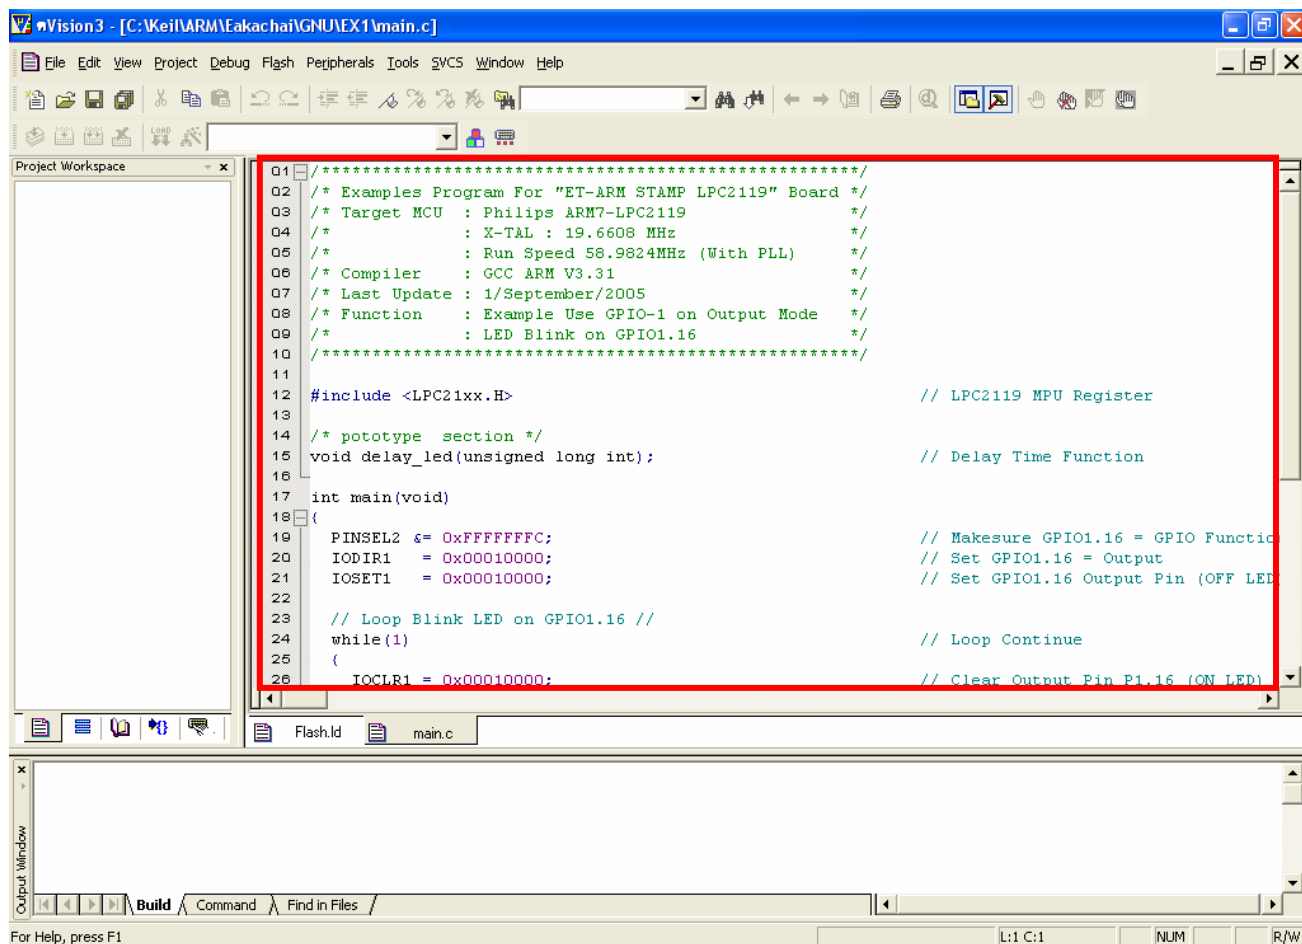 πVision3 - [C:\Keil\ARM\Eakachai\GNU\EX1\main.c]
File Edit View Project Debug Flash Peripherals Tools SVCS Window Help
Project Workspace
01 /*****************************************************/
02 /* Examples Program For "ET-ARM STAMP LPC2119" Board */
03 /* Target MCU : Philips ARM7-LPC2119 */
04 /* : X-TAL : 19.6608 MHz */
05 /* : Run Speed 58.9824MHz (With PLL) */
06 /* Compiler : GCC ARM V3.31 */
07 /* Last Update : 1/September/2005 */
08 /* Function : Example Use GPIO-1 on Output Mode */
09 /* : LED Blink on GPIO1.16 */
10 /*****************************************************/
11
12 #include <LPC21xx.H> // LPC2119 MPU Register
13
14 /* pototype section */
15 void delay_led(unsigned long int); // Delay Time Function
16
17 int main(void)
18 {
19 PINSEL2 &= 0xFFFFFFFC; // Makesure GPIO1.16 = GPIO Functio
20 IODIR1 = 0x00010000; // Set GPIO1.16 = Output
21 IOSET1 = 0x00010000; // Set GPIO1.16 Output Pin (OFF LED
22
23 // Loop Blink LED on GPIO1.16 //
24 while(1) // Loop Continue
25 {
26 IOCLR1 = 0x00010000; // Clear Output Pin P1.16 (ON LED)
Flash.ld main.c
Output Window
Build Command Find in Files
For Help, press F1 L:1 C:1 NUM R/W